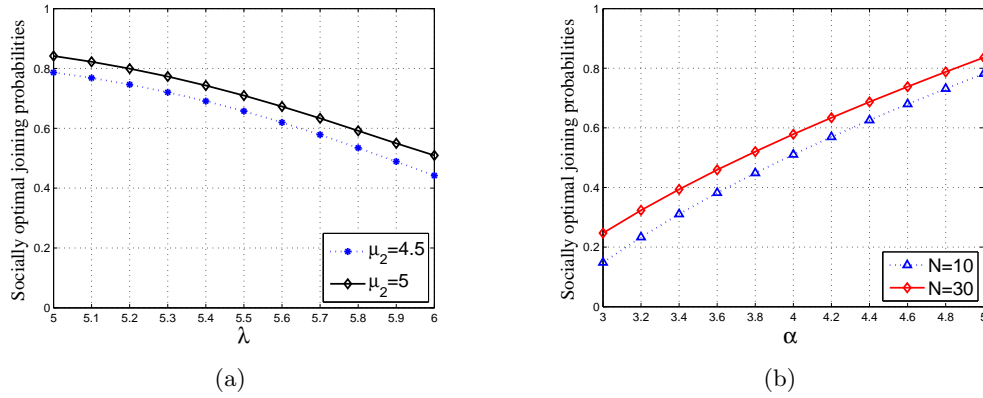 Socially optimal joining probabilities
1
0.8
0.6
0.4
0.2
0
5 5.1 5.2 5.3 5.4 5.5 5.6 5.7 5.8 5.9 6
λ
μ2=4.5
μ2=5
(a)
Socially optimal joining probabilities
1
0.8
0.6
0.4
0.2
0
3 3.2 3.4 3.6 3.8 4 4.2 4.4 4.6 4.8 5
α
N=10
N=30
(b)